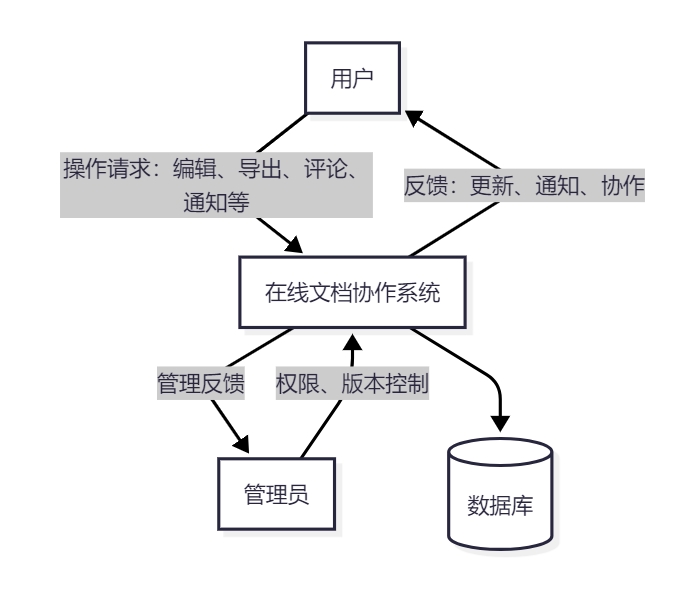 用户
操作请求：编辑、导出、评论、
通知等
反馈：更新、通知、协作
在线文档协作系统
管理反馈
权限、版本控制
管理员
数据库